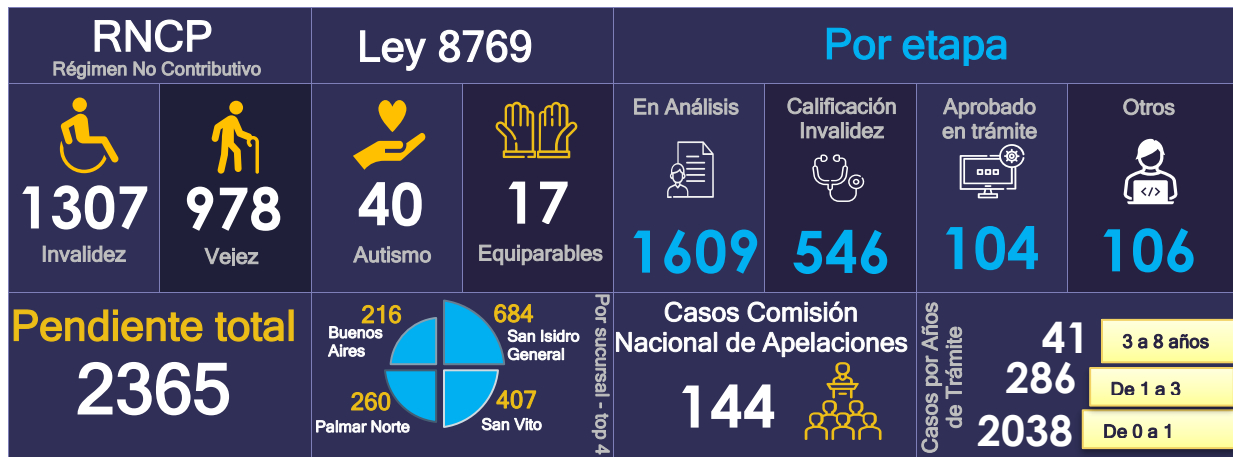 RNCP
Régimen No Contributivo
Ley 8769
Por etapa
1307
Invalidez
978
Vejez
40
Autismo
17
Equiparables
En Análisis
1609
Calificación
Invalidez
546
Aprobado
en trámite
104
Otros
</>
106
Pendiente total
2365
216
Buenos
Aires
684
San Isidro
General
260
Palmar Norte
407
San Vito
Por sucursal - top 4
Casos Comisión
Nacional de Apelaciones
144
Casos por Años
de Trámite
41
3 a 8 años
286
De 1 a 3
2038
De 0 a 1